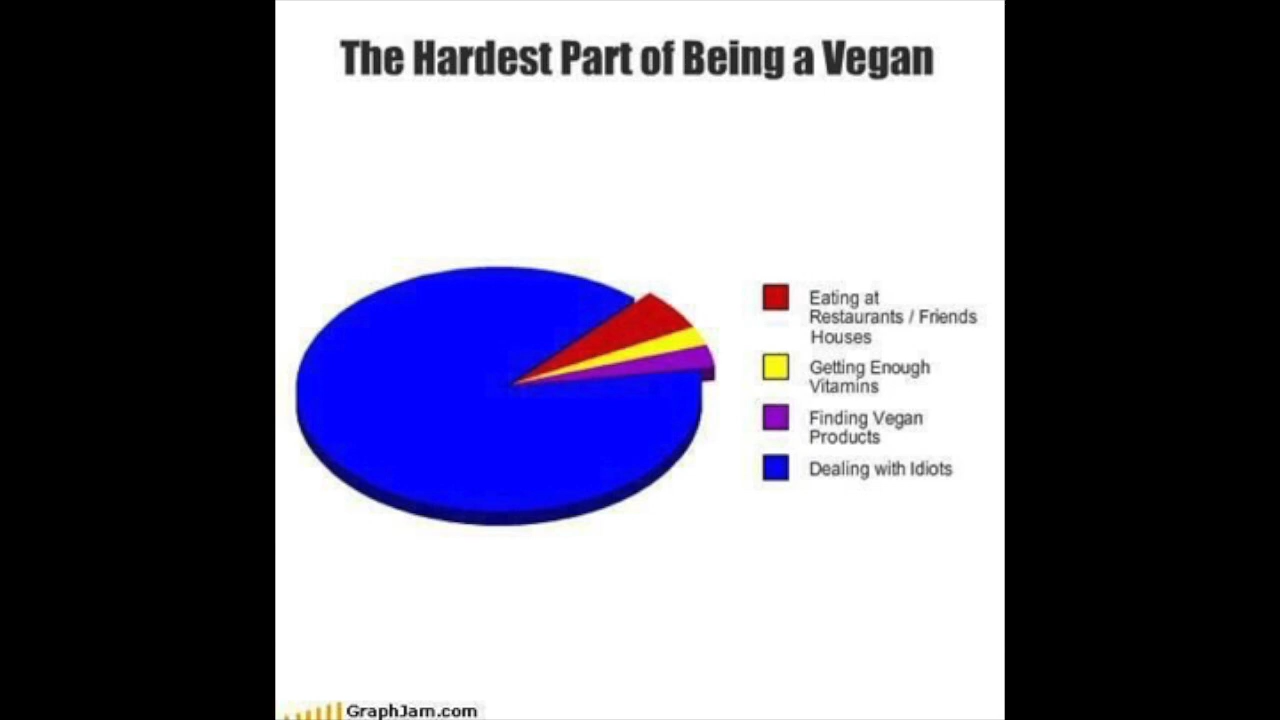 The Hardest Part of Being a Vegan
Eating at
Restaurants / Friends
Houses
Getting Enough
Vitamins
Finding Vegan
Products
Dealing with Idiots
GraphJam.com